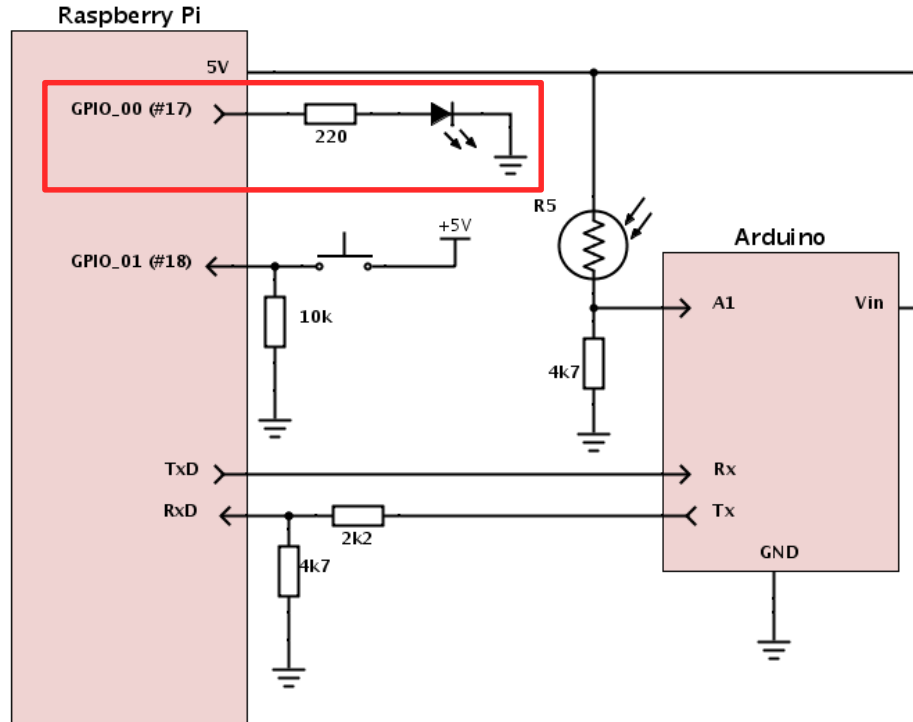 Raspberry Pi
5V
GPIO_00 (#17)
220
R5
+5V
Arduino
GPIO_01 (#18)
10k
A1
Vin
4k7
TxD
Rx
RxD
Tx
2k2
4k7
GND